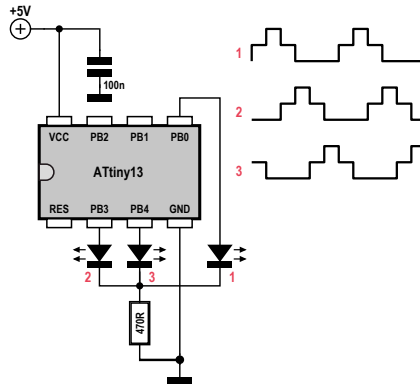 +5V
1
100n
2
VCC PB2 PB1 PB0
ATtiny13
3
RES PB3 PB4 GND
2 3 1
470R